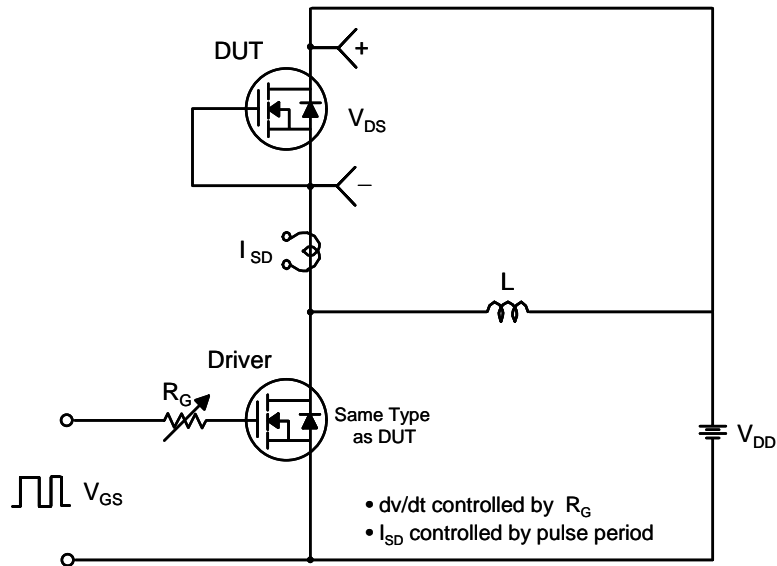 DUT
+
V_DS
–
I_SD
L
Driver
R_G
Same Type
as DUT
V_DD
V_GS
• dv/dt controlled by R_G
• I_SD controlled by pulse period